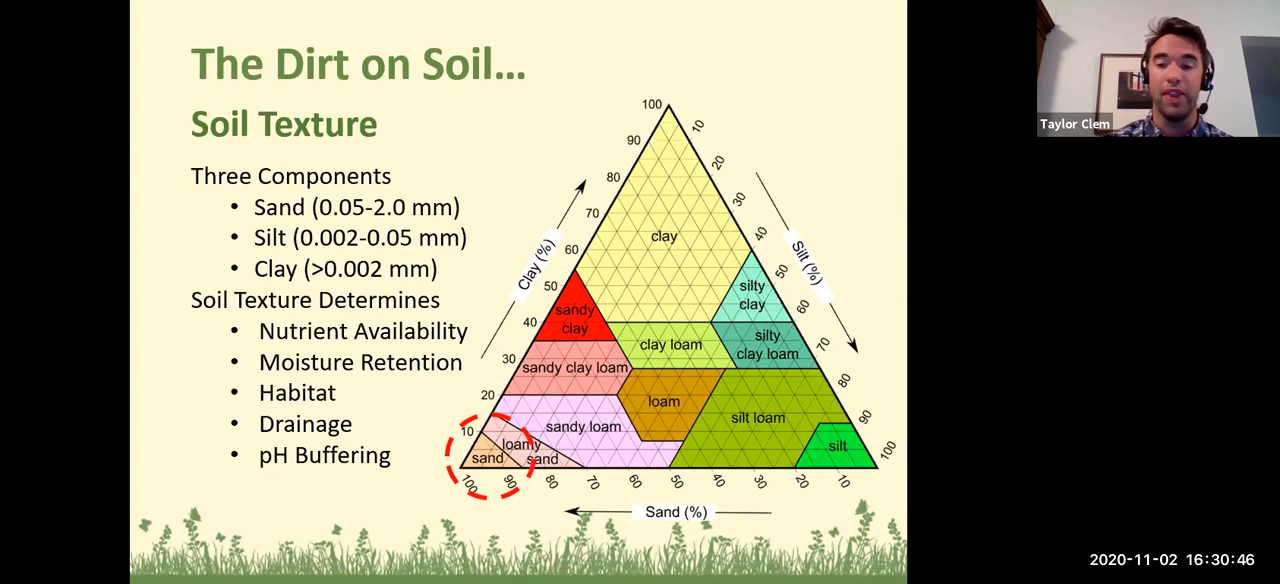 The Dirt on Soil...
Soil Texture
Three Components
• Sand (0.05-2.0 mm)
• Silt (0.002-0.05 mm)
• Clay (>0.002 mm)
Soil Texture Determines
• Nutrient Availability
• Moisture Retention
• Habitat
• Drainage
• pH Buffering
100
90
80
70
60
50
40
30
20
10
Clay (%)
10
20
30
40
50
60
70
80
90
100
Silt (%)
clay
silty
clay
sandy
clay
clay loam
silty
clay loam
sandy clay loam
loam
silt loam
sandy loam
loamy
sand
sand
silt
100
90
80
70
60
50
40
30
20
10
Sand (%)
Taylor Clem
2020-11-02 16:30:46